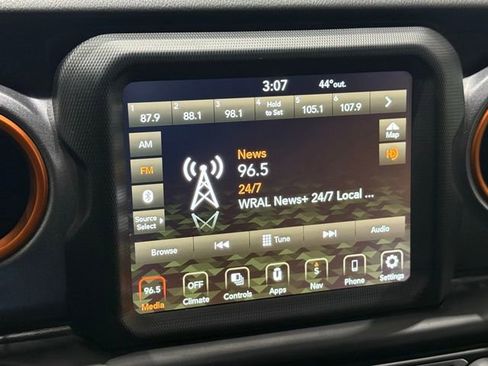 3:07 44°out.
1 2 3 4 5 6
87.9 88.1 98.1 Hold to Set 105.1 107.9
AM
Map
FM
News
96.5
24/7
WRAL News+ 24/7 Local ...
Source Select
Browse Tune Audio
96.5 OFF S
Media Climate Controls Apps Nav Phone Settings